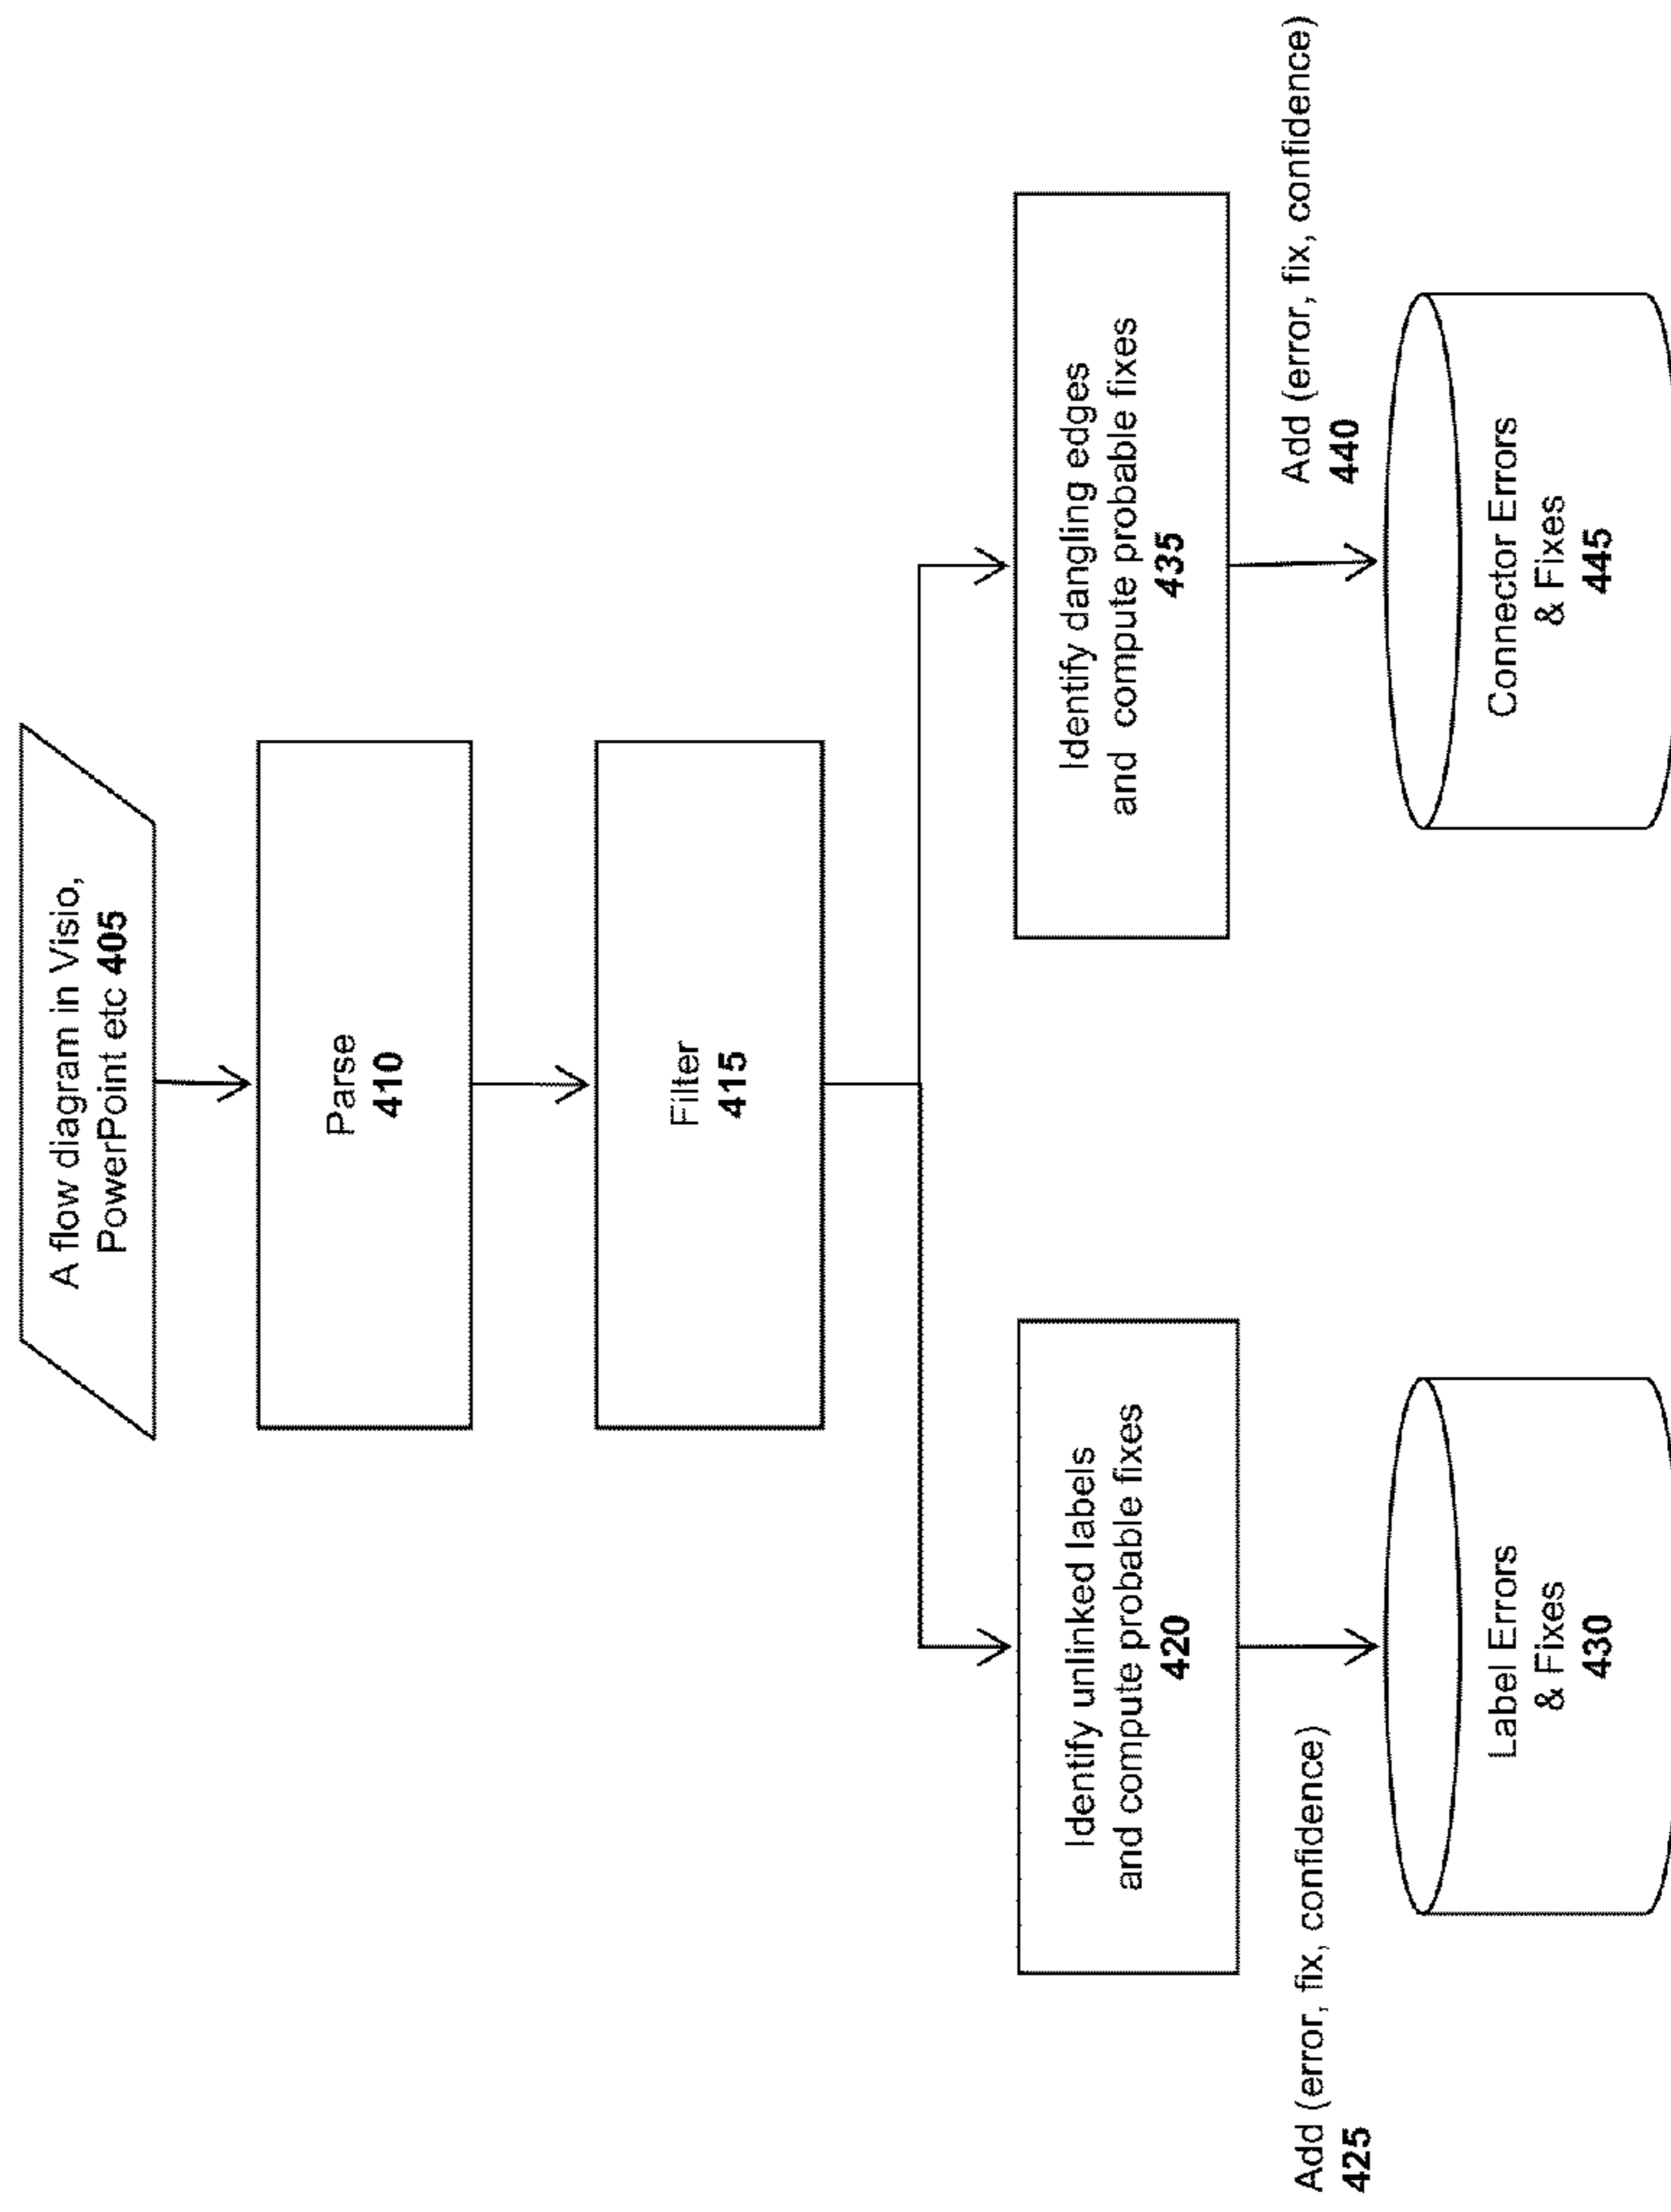 A flow diagram in Visio,
PowerPoint etc 405
Parse
410
Filter
415
Identify unlinked labels
and compute probable fixes
420
Add (error, fix, confidence)
425
Label Errors
& Fixes
430
Identify dangling edges
and compute probable fixes
435
Add (error, fix, confidence)
440
Connector Errors
& Fixes
445